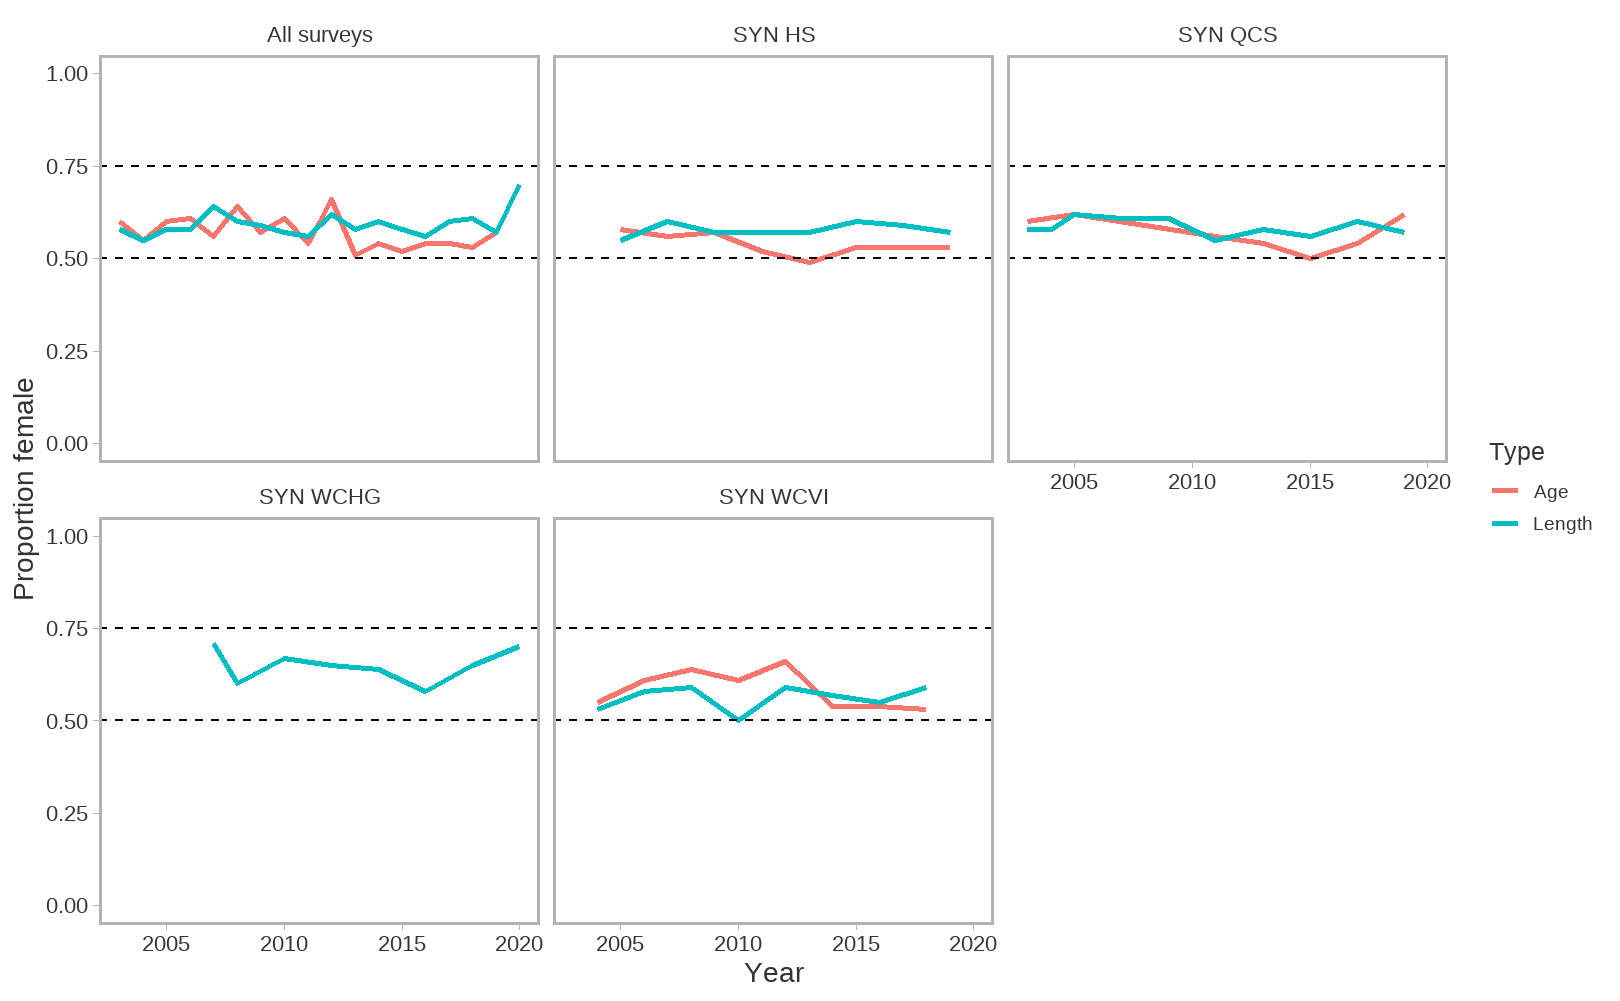 All surveys
SYN HS
SYN QCS
1.00
0.75
0.50
0.25
0.00
2005 2010 2015 2020
SYN WCHG
SYN WCVI
1.00
0.75
0.50
0.25
0.00
2005 2010 2015 2020
2005 2010 2015 2020
Year
Proportion female
Type
Age
Length